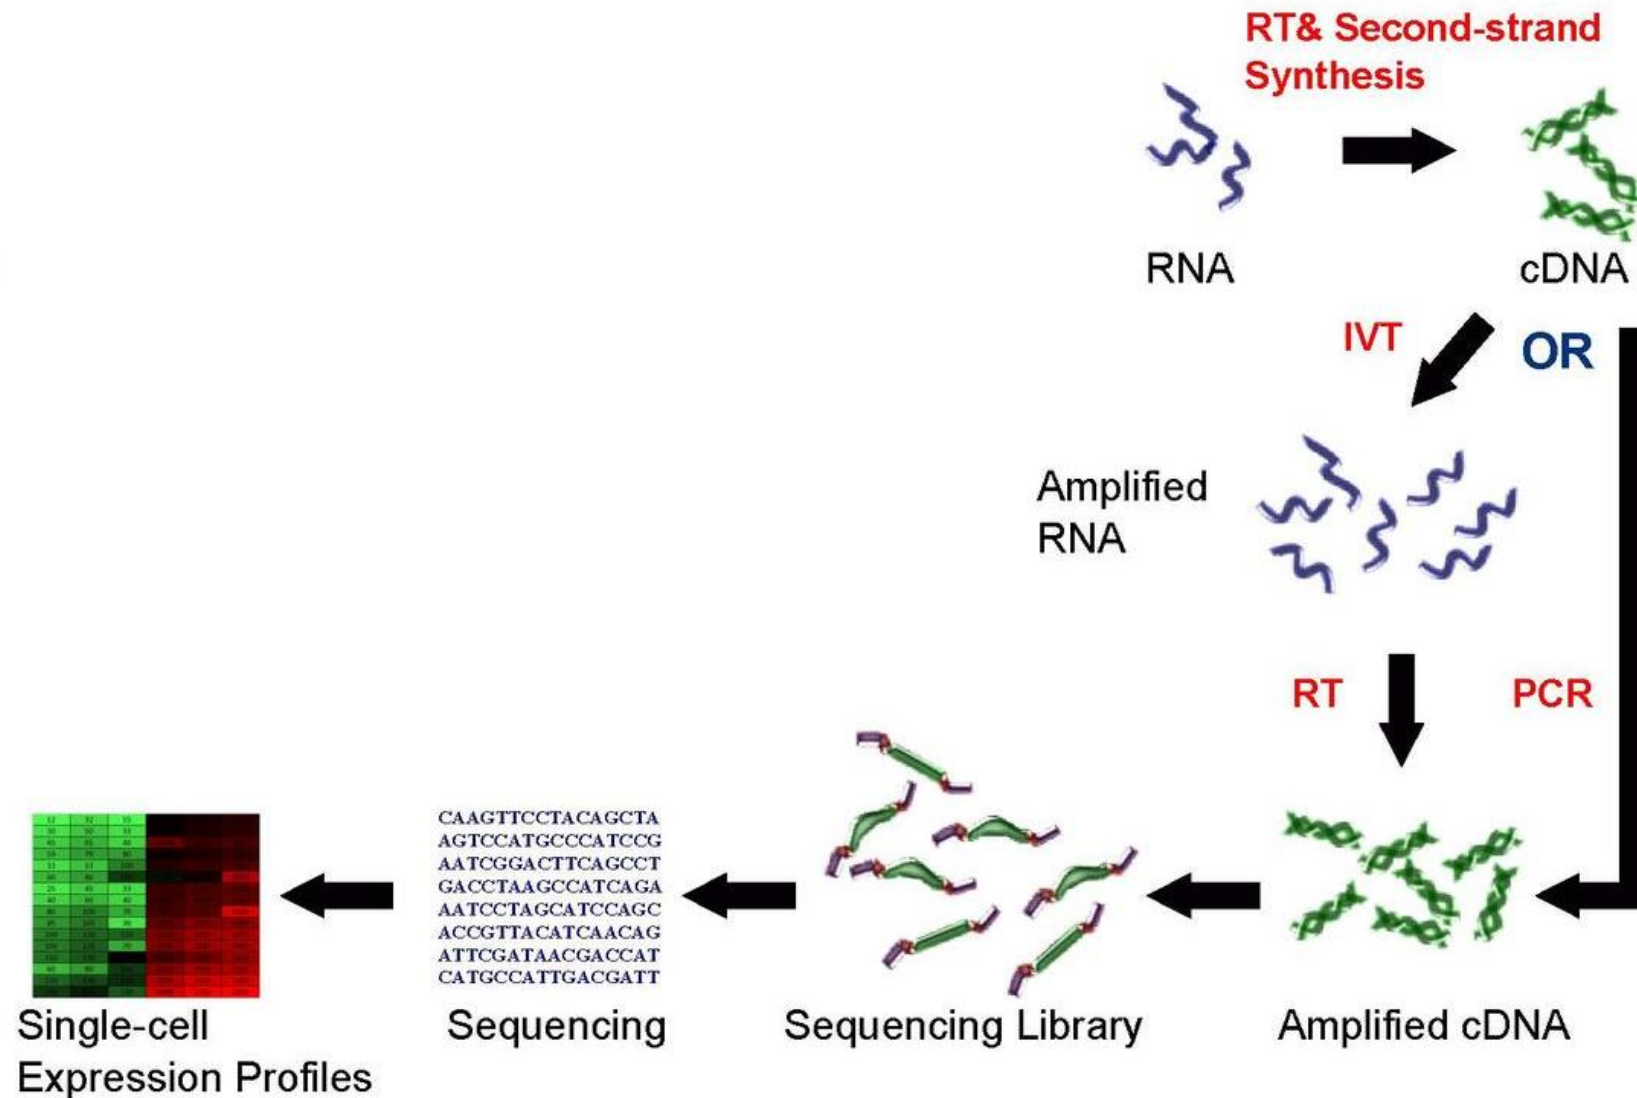 RT& Second-strand
Synthesis
RNA
cDNA
IVT
OR
Amplified
RNA
RT
PCR
CAAGTTCCTACAGCTA
AGTCCATGCCCATCCG
AATCGGACTTCAGCCT
GACCTAAGCCATCAGA
AATCCTAGCATCCAGC
ACCGTTACATCAACAG
ATTCGATAACGACCAT
CATGCCATTGACGATT
Single-cell
Expression Profiles
Sequencing
Sequencing Library
Amplified cDNA